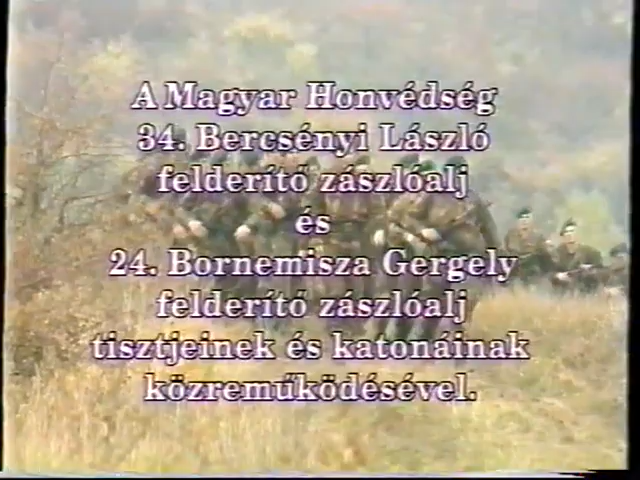 A Magyar Honvédség
34. Bercsényi László
felderítő zászlóalj
és
24. Bornemisza Gergely
felderítő zászlóalj
tisztjeinek és katonáinak
közreműködésével.